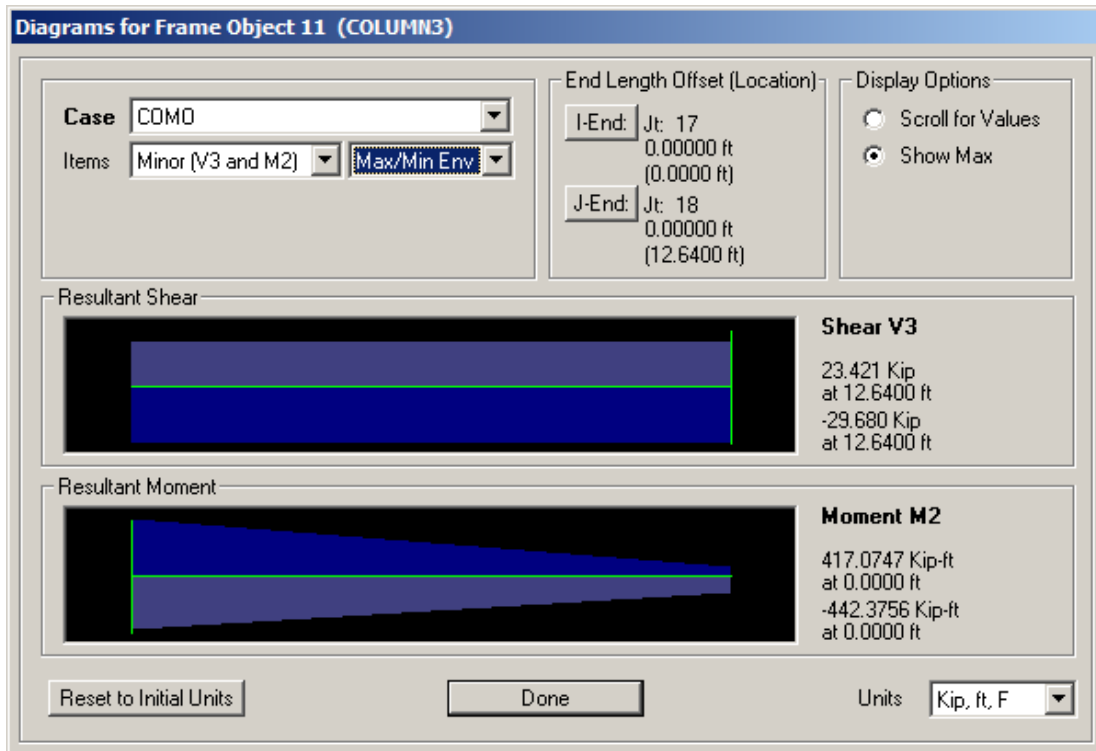 Diagrams for Frame Object 11 (COLUMN3)
Case COMO
Items Minor (V3 and M2) Max/Min Env
End Length Offset (Location)
I-End: Jt: 17
0.00000 ft
(0.0000 ft)
J-End: Jt: 18
0.00000 ft
(12.6400 ft)
Display Options
Scroll for Values
Show Max
Resultant Shear
Shear V3
23.421 Kip
at 12.6400 ft
-29.680 Kip
at 12.6400 ft
Resultant Moment
Moment M2
417.0747 Kip-ft
at 0.0000 ft
-442.3756 Kip-ft
at 0.0000 ft
Reset to Initial Units
Done
Units Kip, ft, F